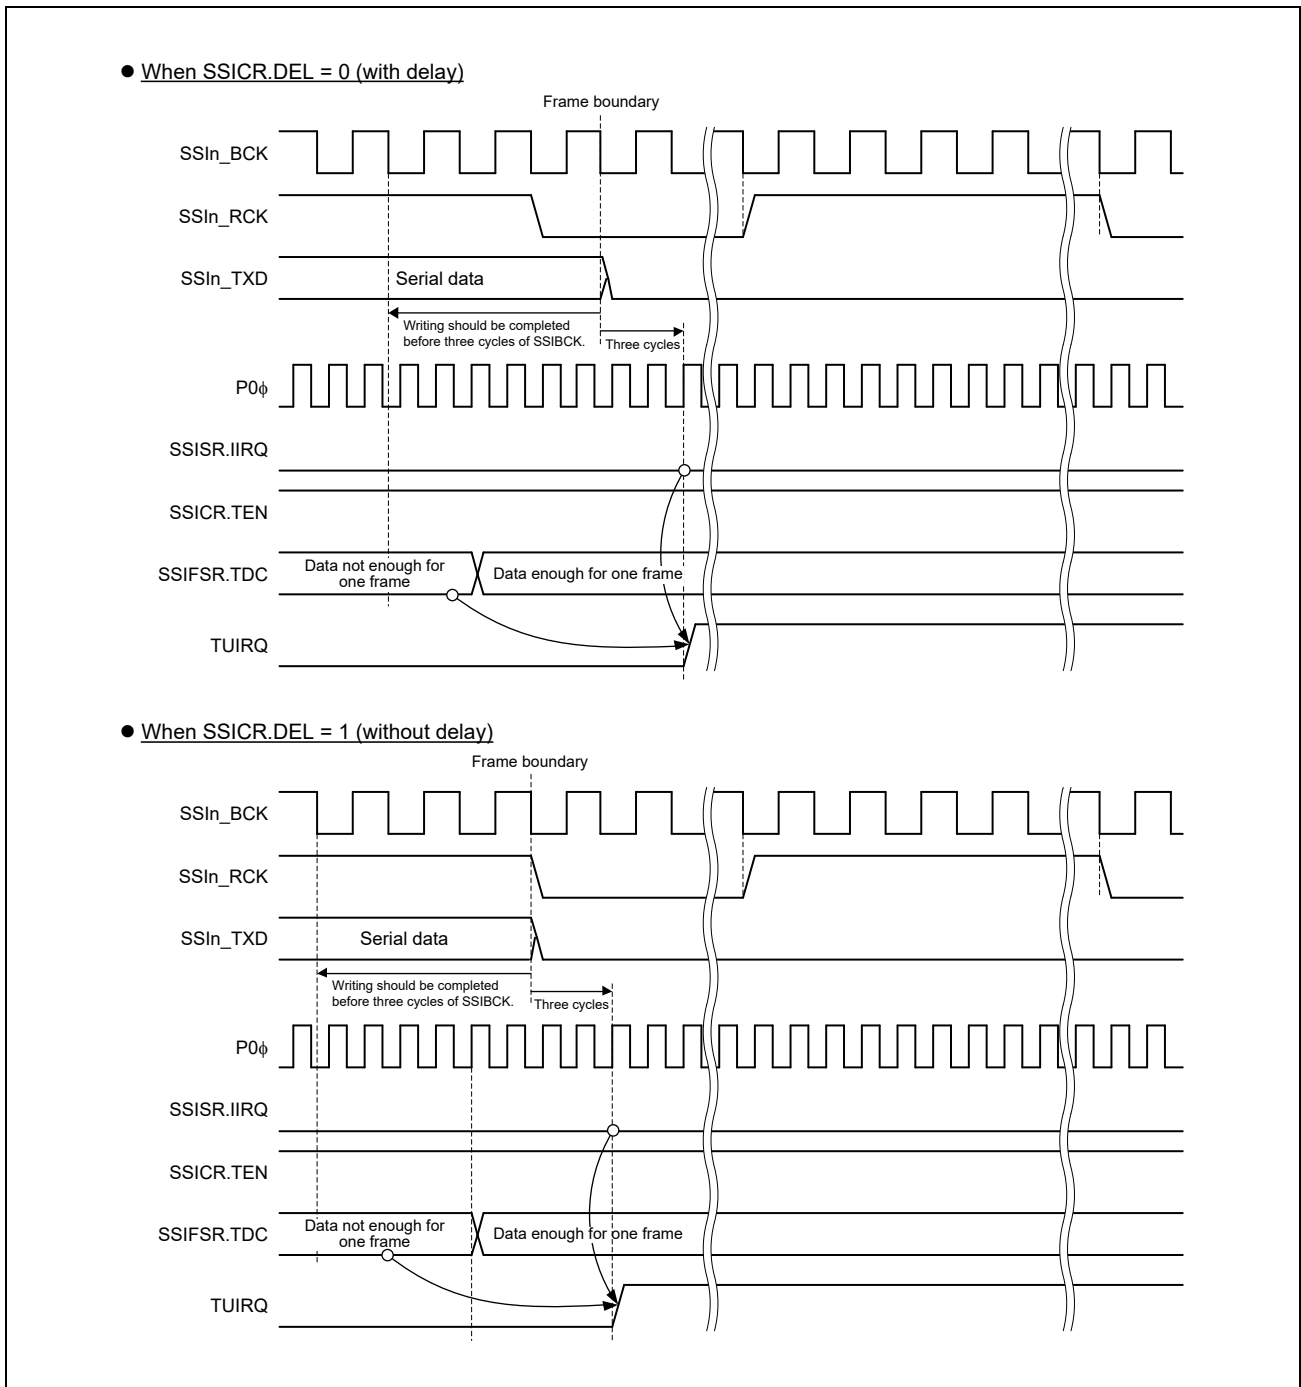 ● When SSICR.DEL = 0 (with delay)
Frame boundary
SSIn_BCK
SSIn_RCK
SSIn_TXD
Serial data
Writing should be completed
before three cycles of SSIBCK.
Three cycles
P0ϕ
SSISR.IIRQ
SSICR.TEN
SSIFSR.TDC
Data not enough for
one frame
Data enough for one frame
TUIRQ
● When SSICR.DEL = 1 (without delay)
Frame boundary
SSIn_BCK
SSIn_RCK
SSIn_TXD
Serial data
Writing should be completed
before three cycles of SSIBCK.
Three cycles
P0ϕ
SSISR.IIRQ
SSICR.TEN
SSIFSR.TDC
Data not enough for
one frame
Data enough for one frame
TUIRQ